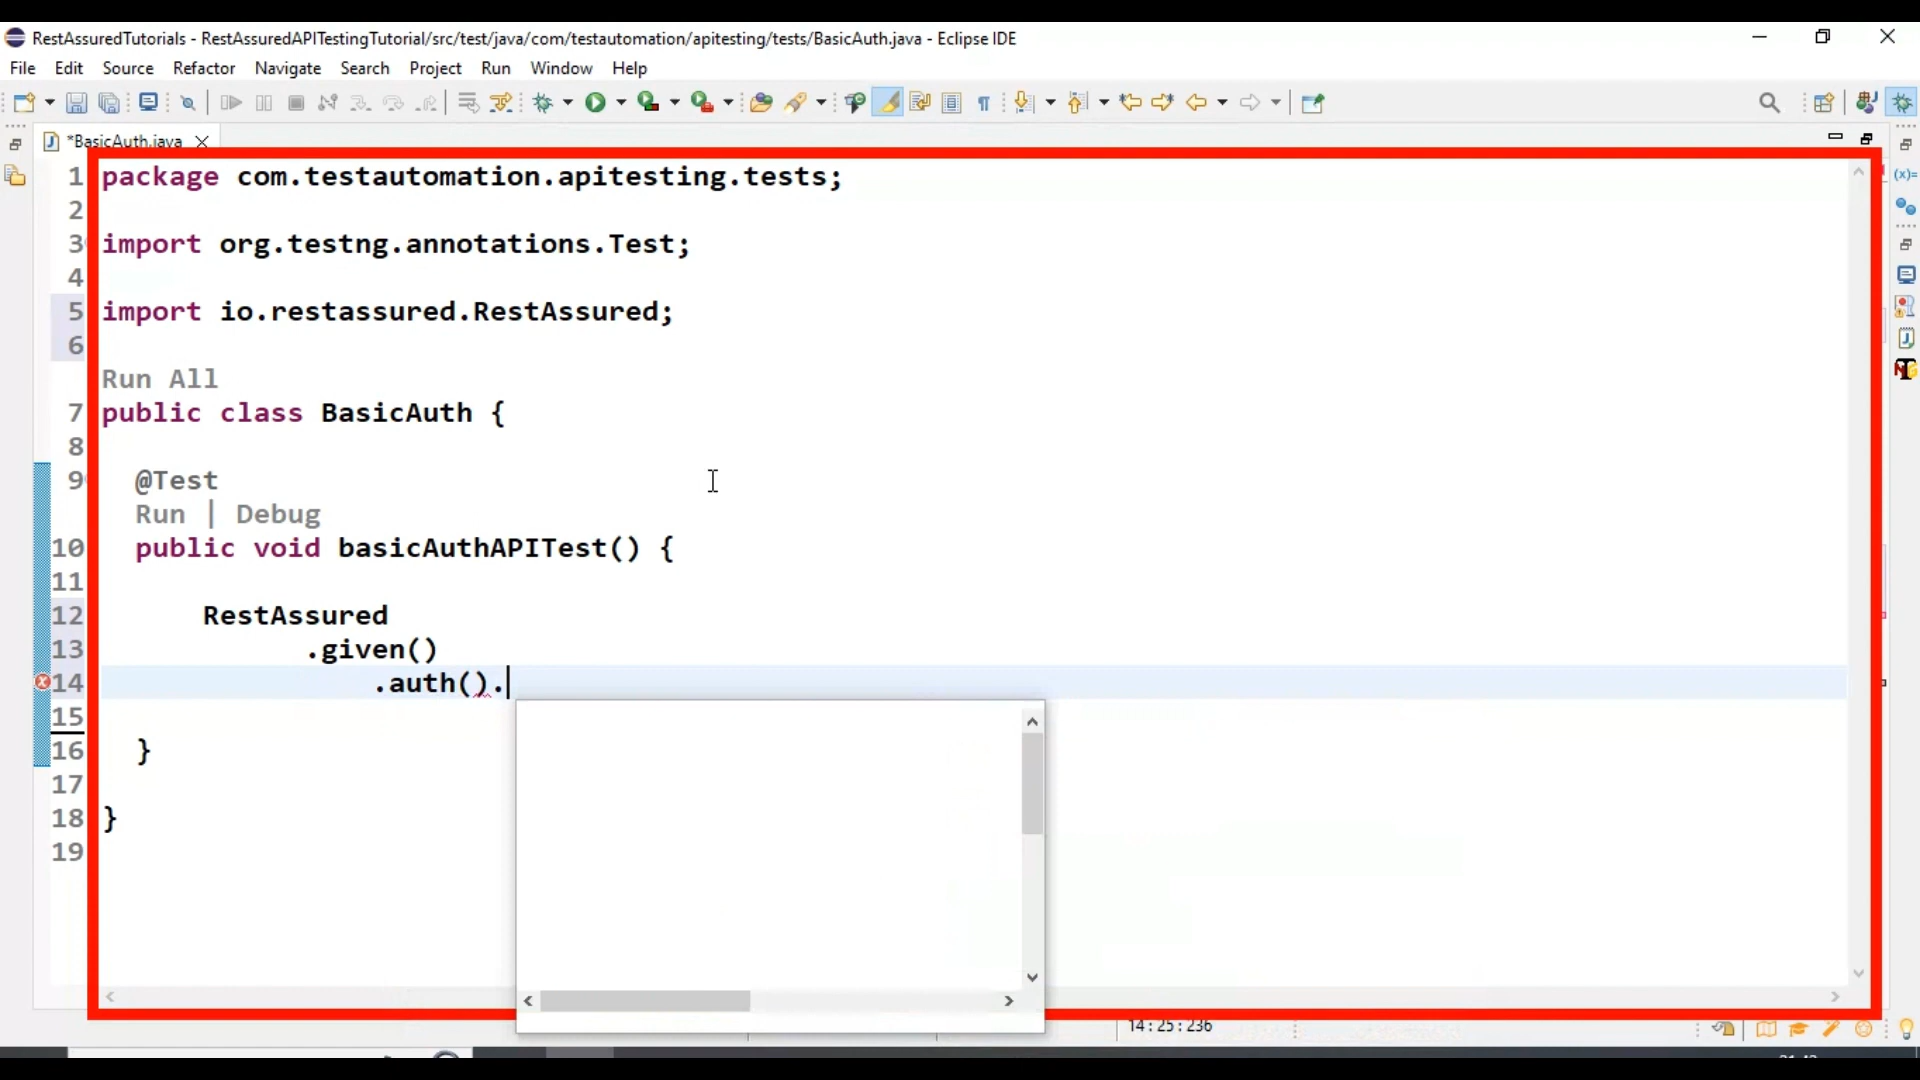 RestAssuredTutorials - RestAssuredAPITestingTutorial/src/test/java/com/testautomation/apitesting/tests/BasicAuth.java - Eclipse IDE
File Edit Source Refactor Navigate Search Project Run Window Help
*BasicAuth.java
1 package com.testautomation.apitesting.tests;
2
3 import org.testng.annotations.Test;
4
5 import io.restassured.RestAssured;
6
Run All
7 public class BasicAuth {
8
9 @Test
Run | Debug
10 public void basicAuthAPITest() {
11
12 RestAssured
13 .given()
14 .auth().
15
16 }
17
18 }
19
14:25:236